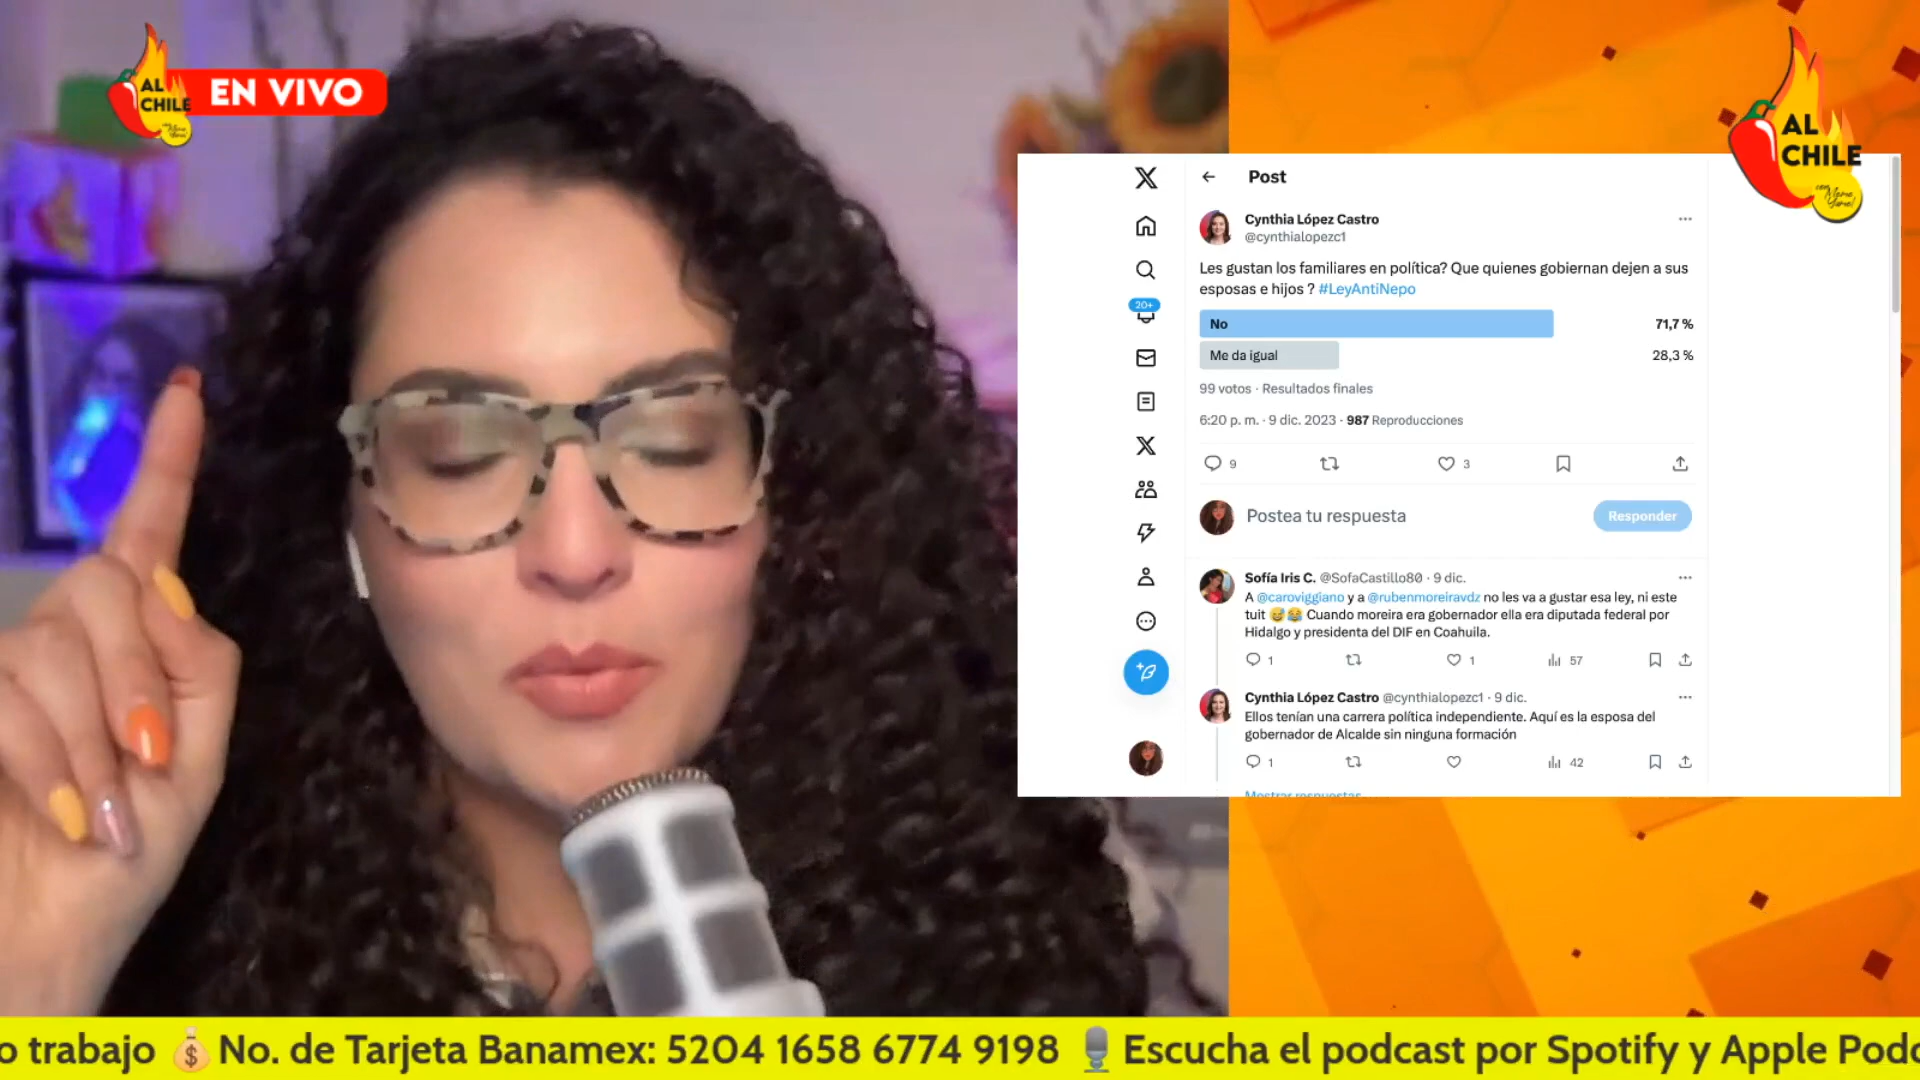 AL
CHILE
EN VIVO
AL
CHILE
Post
Cynthia López Castro
@cynthialopezc1
Les gustan los familiares en política? Que quienes gobiernan dejen a sus
esposas e hijos ? #LeyAntiNepo
No 71,7 %
Me da igual 28,3 %
99 votos · Resultados finales
6:20 p. m. · 9 dic. 2023 · 987 Reproducciones
9 3
20+
Postea tu respuesta
Responder
Sofía Iris C. @SofaCastillo80 · 9 dic.
A @caroviggiano y a @rubenmoreiravdz no les va a gustar esa ley, ni este
tuit 😅😂 Cuando moreira era gobernador ella era diputada federal por
Hidalgo y presidenta del DIF en Coahuila.
1 1 57
Cynthia López Castro @cynthialopezc1 · 9 dic.
Ellos tenían una carrera política independiente. Aquí es la esposa del
gobernador de Alcalde sin ninguna formación
1 42
Mostrar respuestas
o trabajo 💰No. de Tarjeta Banamex: 5204 1658 6774 9198 🎙️Escucha el podcast por Spotify y Apple Podc